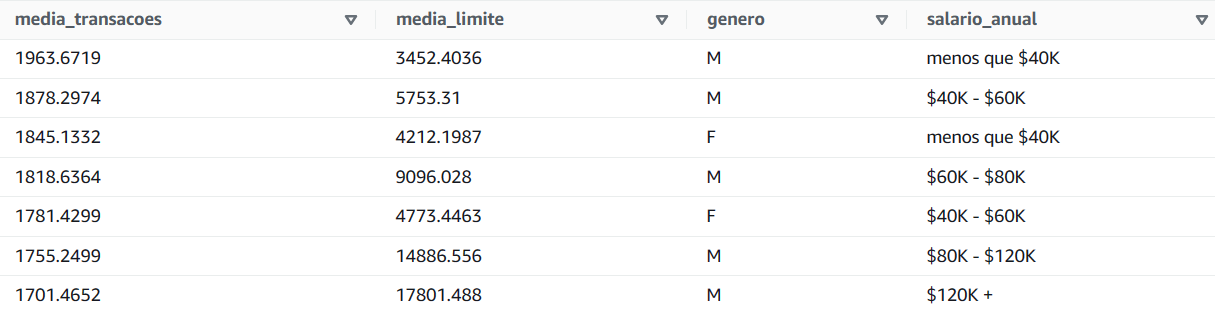 media_transacoes media_limite genero salario_anual
1963.6719 3452.4036 M menos que $40K
1878.2974 5753.31 M $40K - $60K
1845.1332 4212.1987 F menos que $40K
1818.6364 9096.028 M $60K - $80K
1781.4299 4773.4463 F $40K - $60K
1755.2499 14886.556 M $80K - $120K
1701.4652 17801.488 M $120K +